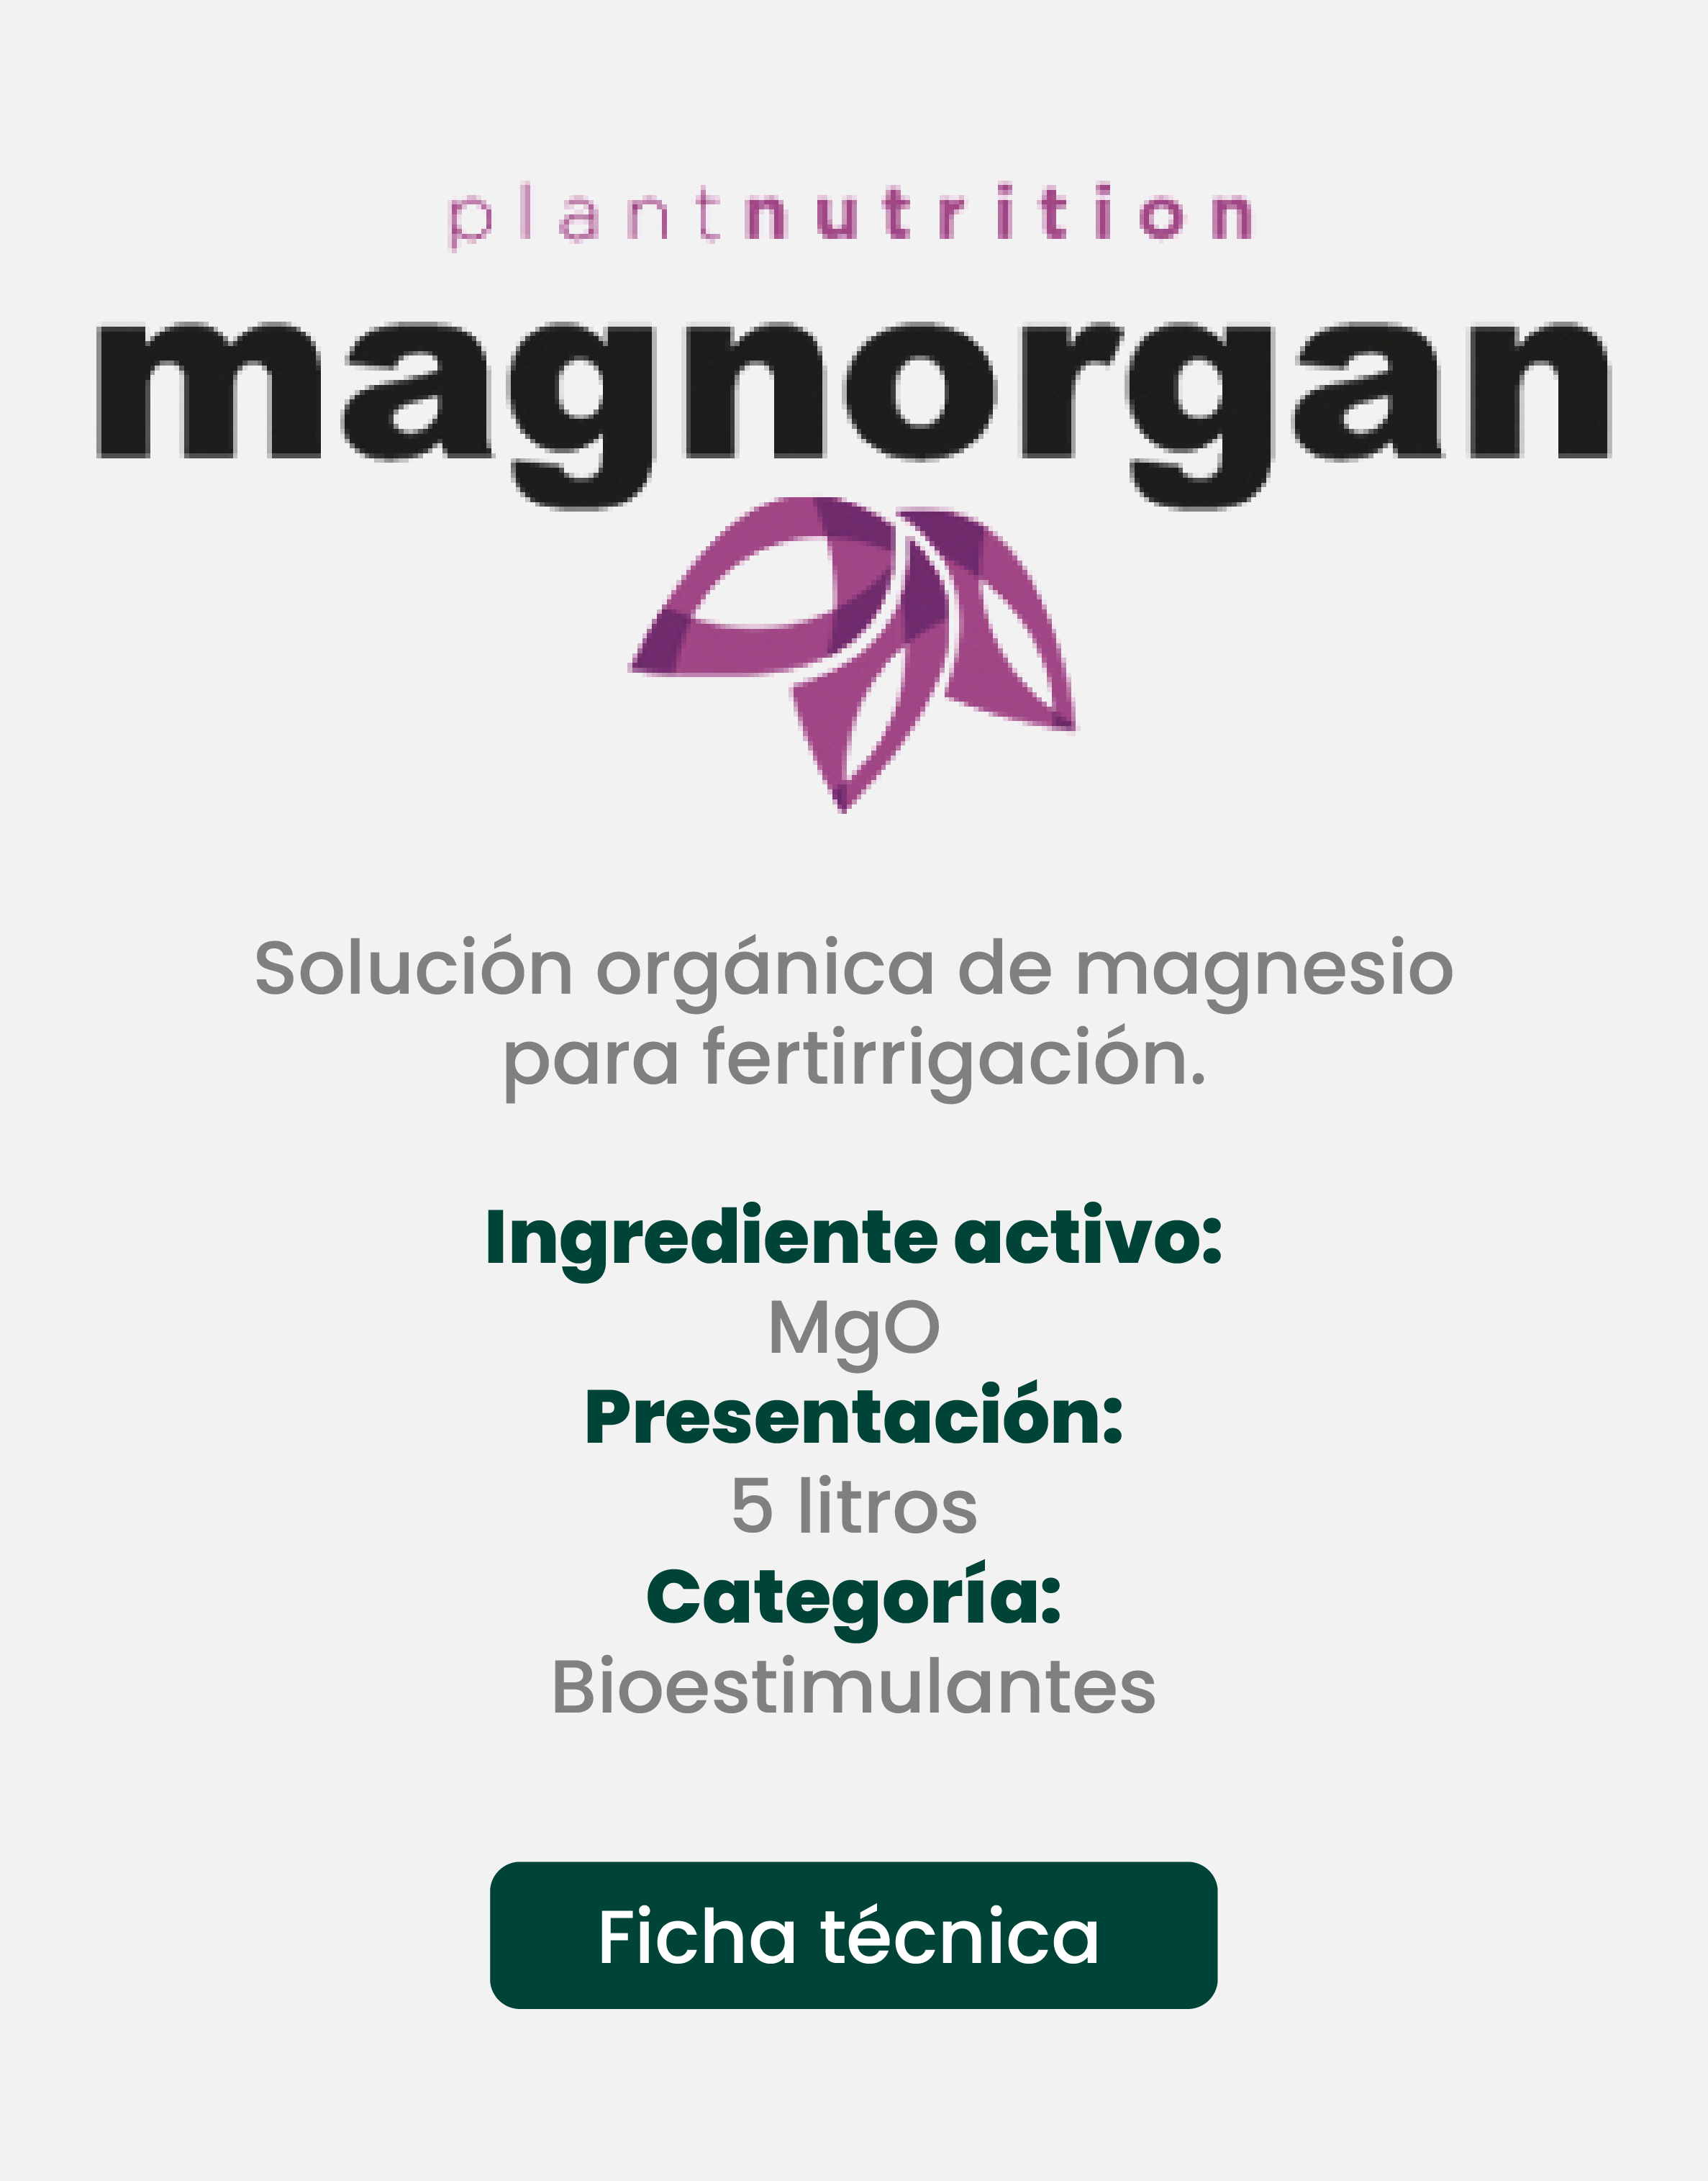 plantnutrition
magnorgan
Solución orgánica de magnesio
para fertirrigación.
Ingrediente activo:
MgO
Presentación:
5 litros
Categoría:
Bioestimulantes
Ficha técnica